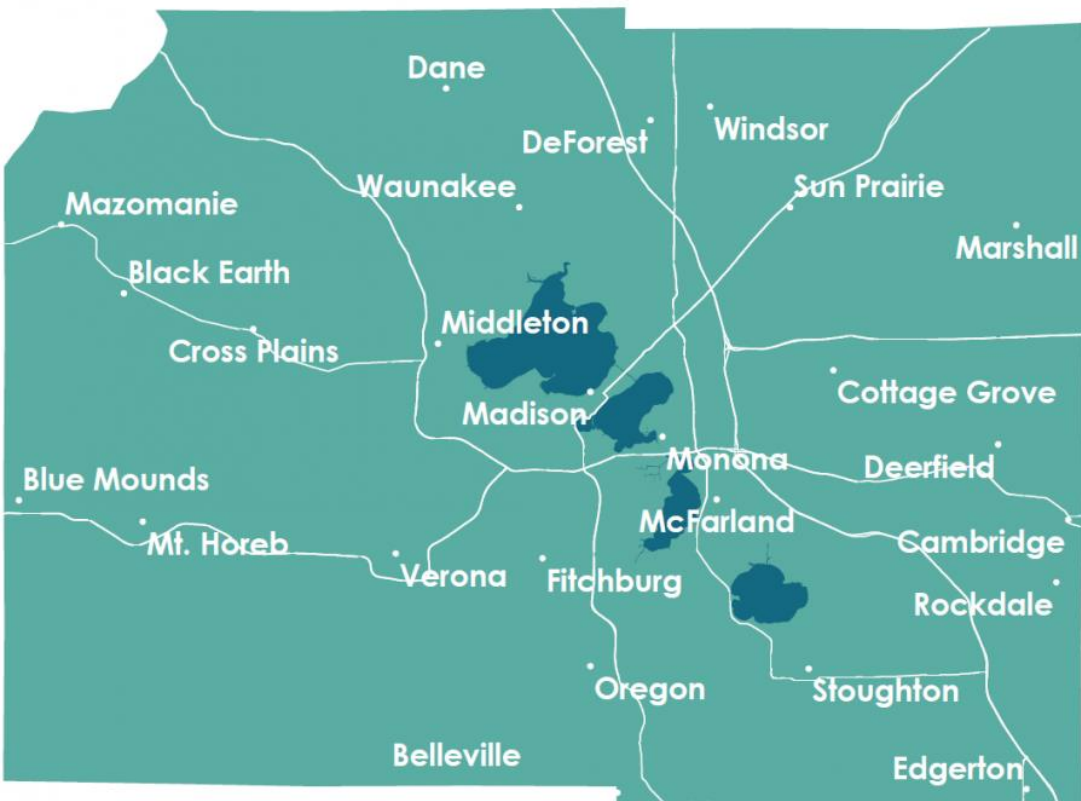 Dane
Windsor
DeForest
Waunakee
Sun Prairie
Mazomanie
Marshall
Black Earth
Middleton
Cross Plains
Cottage Grove
Madison
Monona
Deerfield
Blue Mounds
McFarland
Mt. Horeb
Cambridge
Verona
Fitchburg
Rockdale
Oregon
Stoughton
Belleville
Edgerton